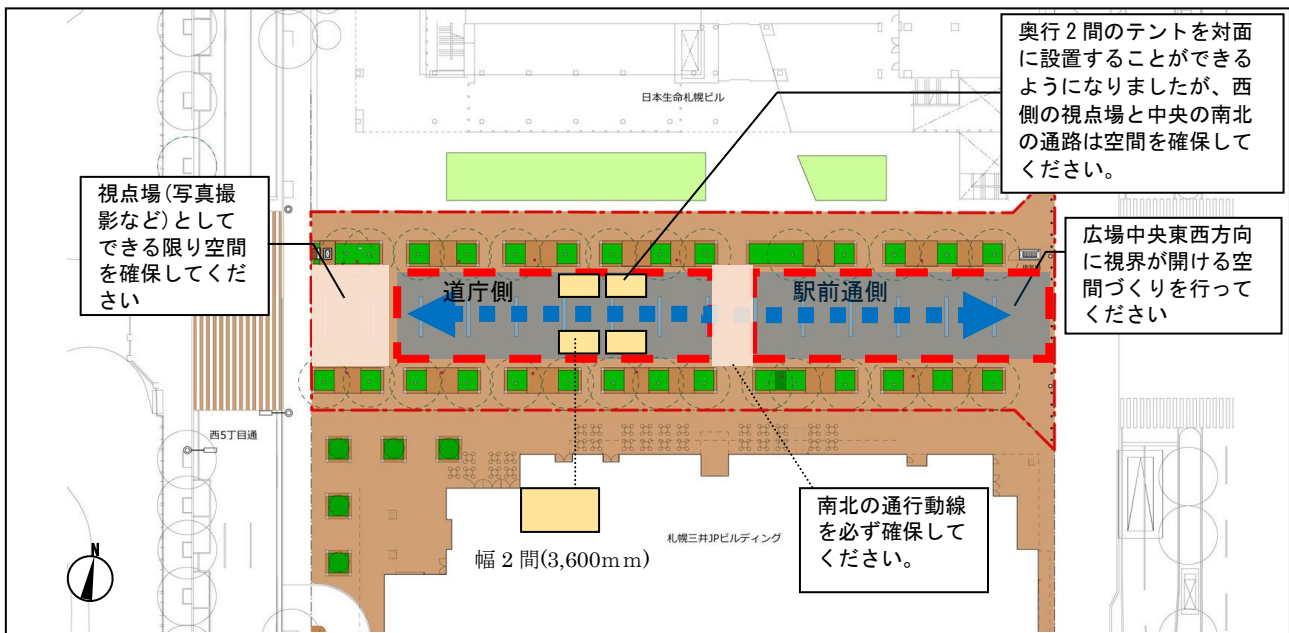 奥行２間のテントを対面
に設置することができる
ようになりましたが、西
側の視点場と中央の南北
の通路は空間を確保して
ください。
日本生命札幌ビル
視点場(写真撮
影など)として
できる限り空間
を確保してくだ
さい
広場中央東西方向
に視界が開ける空
間づくりを行って
ください
道庁側
駅前通側
西5丁目通
南北の通行動線
を必ず確保して
ください。
札幌三井JPビルディング
幅２間(3,600mm)
N